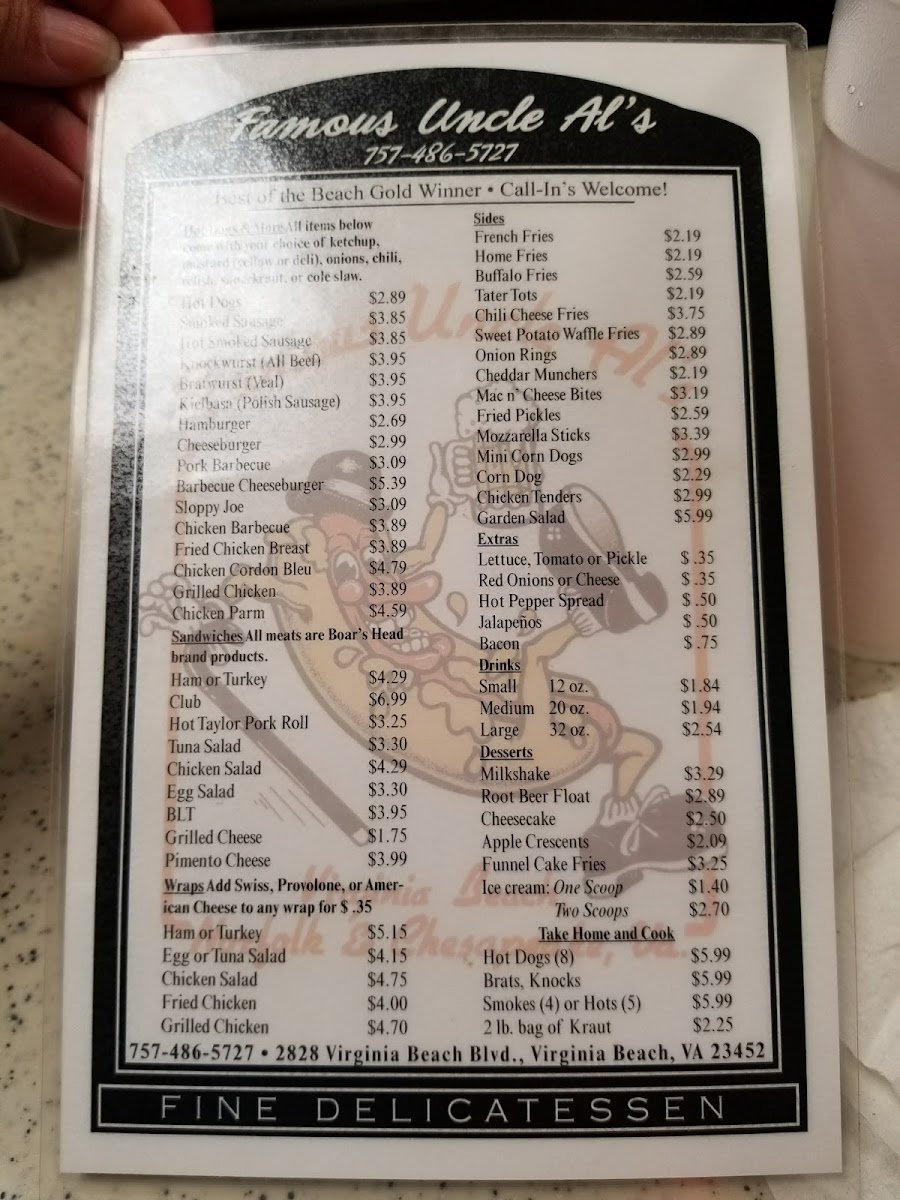 Famous Uncle Al's
757-486-5727
Best of the Beach Gold Winner • Call-In's Welcome!
Hot Dogs & More All items below
come with your choice of ketchup,
mustard (yellow or deli), onions, chili,
relish, sauerkraut, or cole slaw.
Hot Dogs $2.89
Smoked Sausage $3.85
Hot Smoked Sausage $3.85
Knockwurst (All Beef) $3.95
Bratwurst (Veal) $3.95
Kielbasa (Polish Sausage) $3.95
Hamburger $2.69
Cheeseburger $2.99
Pork Barbecue $3.09
Barbecue Cheeseburger $5.39
Sloppy Joe $3.09
Chicken Barbecue $3.89
Fried Chicken Breast $3.89
Chicken Cordon Bleu $4.79
Grilled Chicken $3.89
Chicken Parm $4.59
Sandwiches All meats are Boar's Head
brand products.
Ham or Turkey $4.29
Club $6.99
Hot Taylor Pork Roll $3.25
Tuna Salad $3.30
Chicken Salad $4.29
Egg Salad $3.30
BLT $3.95
Grilled Cheese $1.75
Pimento Cheese $3.99
Wraps Add Swiss, Provolone, or Amer-
ican Cheese to any wrap for $ .35
Ham or Turkey $5.15
Egg or Tuna Salad $4.15
Chicken Salad $4.75
Fried Chicken $4.00
Grilled Chicken $4.70
Sides
French Fries $2.19
Home Fries $2.19
Buffalo Fries $2.59
Tater Tots $2.19
Chili Cheese Fries $3.75
Sweet Potato Waffle Fries $2.89
Onion Rings $2.89
Cheddar Munchers $2.19
Mac n' Cheese Bites $3.19
Fried Pickles $2.59
Mozzarella Sticks $3.39
Mini Corn Dogs $2.99
Corn Dog $2.29
Chicken Tenders $2.99
Garden Salad $5.99
Extras
Lettuce, Tomato or Pickle $ .35
Red Onions or Cheese $ .35
Hot Pepper Spread $ .50
Jalapeños $ .50
Bacon $ .75
Drinks
Small 12 oz. $1.84
Medium 20 oz. $1.94
Large 32 oz. $2.54
Desserts
Milkshake $3.29
Root Beer Float $2.89
Cheesecake $2.50
Apple Crescents $2.09
Funnel Cake Fries $3.25
Ice cream: One Scoop $1.40
Two Scoops $2.70
Take Home and Cook
Hot Dogs (8) $5.99
Brats, Knocks $5.99
Smokes (4) or Hots (5) $5.99
2 lb. bag of Kraut $2.25
757-486-5727 • 2828 Virginia Beach Blvd., Virginia Beach, VA 23452
FINE DELICATESSEN